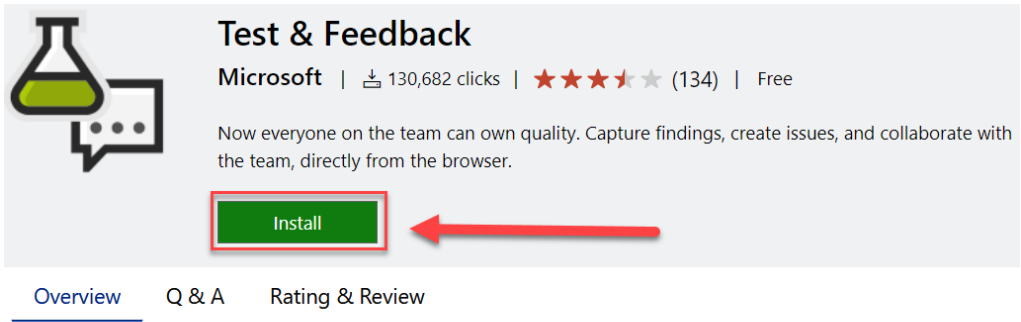 Test & Feedback
Microsoft | 130,682 clicks | (134) | Free
Now everyone on the team can own quality. Capture findings, create issues, and collaborate with
the team, directly from the browser.
Install
Overview Q & A Rating & Review